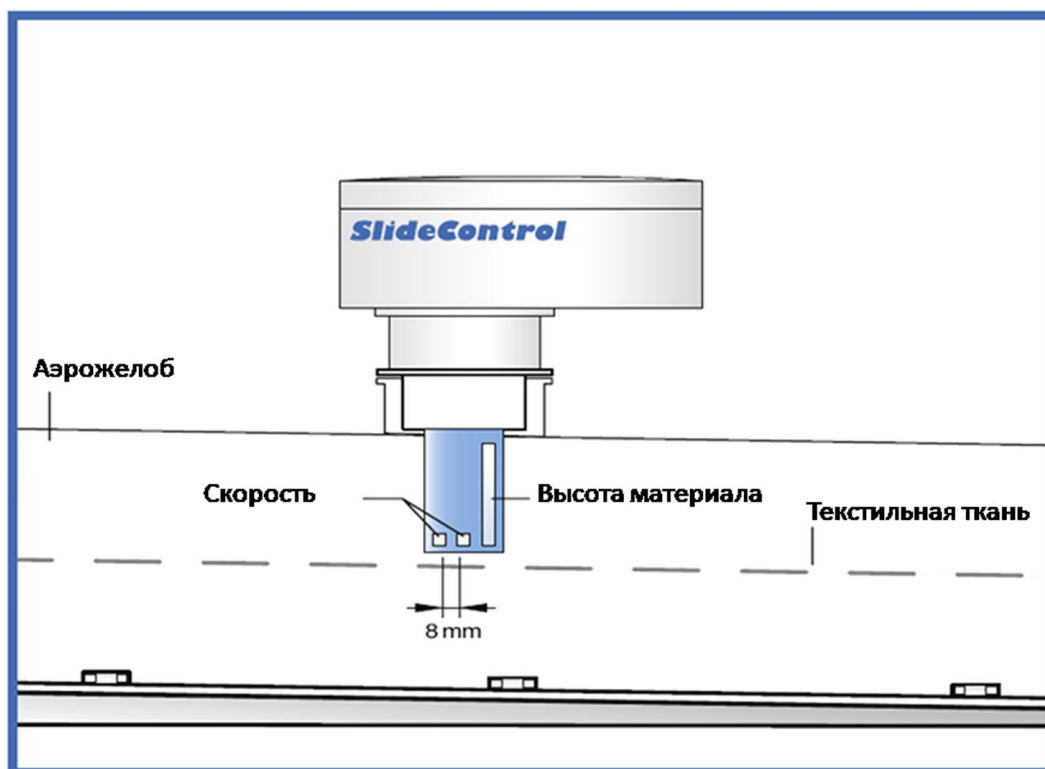 SlideControl
Аэрожелоб
Скорость
Высота материала
Текстильная ткань
8 mm